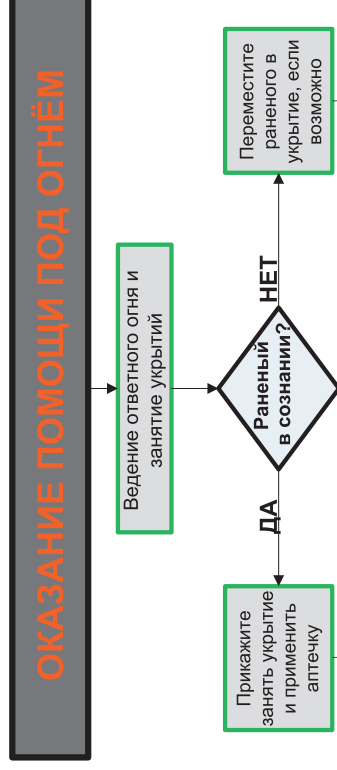 ОКАЗАНИЕ ПОМОЩИ ПОД ОГНЁМ
Ведение ответного огня и
занятие укрытий
Раненый
в сознании?
ДА
НЕТ
Прикажите
занять укрытие
и применить
аптечку
Переместите
раненого в
укрытие, если
возможно